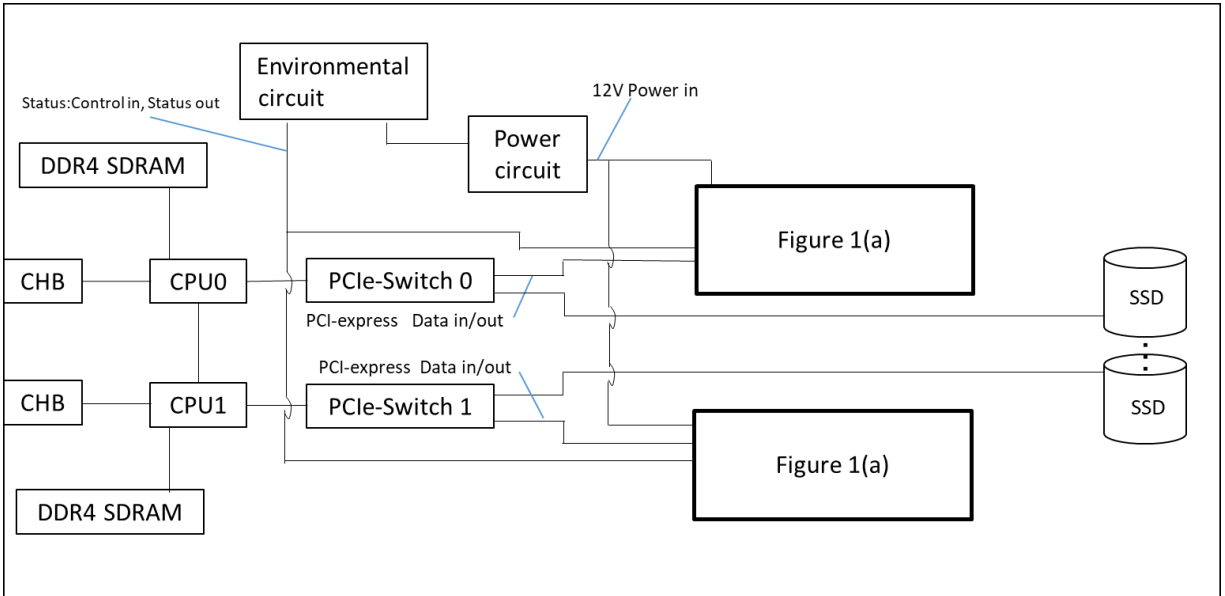 Environmental
circuit
Status:Control in, Status out
12V Power in
Power
circuit
DDR4 SDRAM
Figure 1(a)
CHB
CPU0
PCIe-Switch 0
SSD
PCI-express Data in/out
PCI-express Data in/out
CHB
CPU1
PCIe-Switch 1
SSD
Figure 1(a)
DDR4 SDRAM